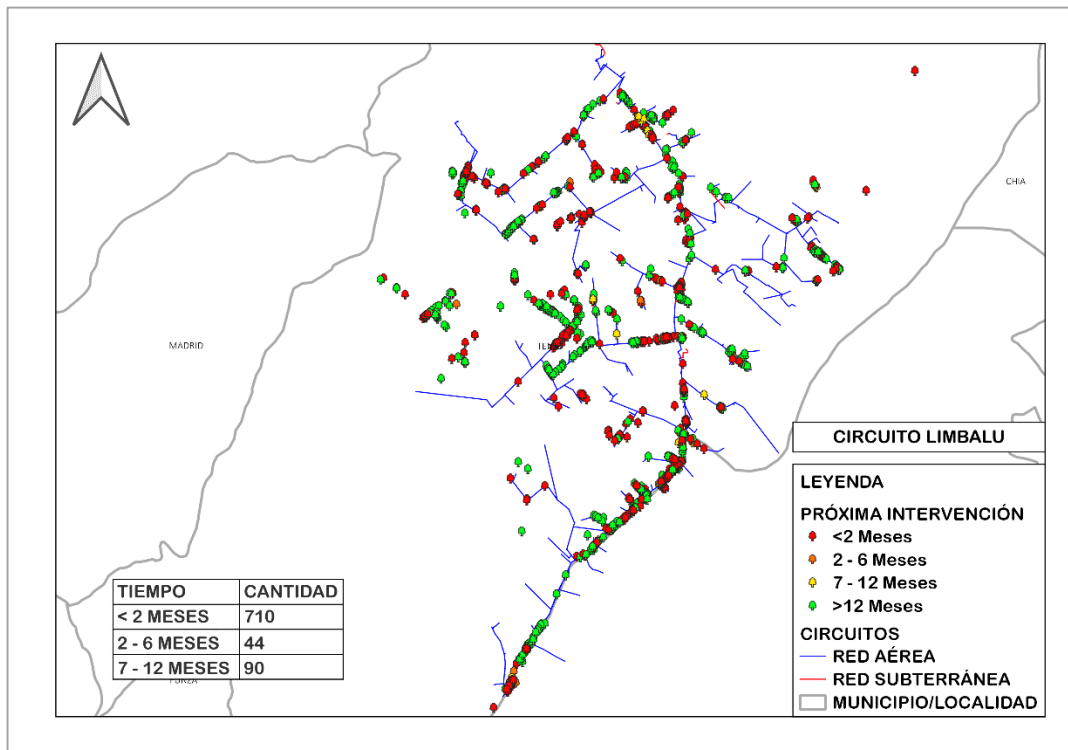 CHIA
MADRID
CIRCUITO LIMBALU
LEYENDA
PRÓXIMA INTERVENCIÓN
<2 Meses
2 - 6 Meses
7 - 12 Meses
>12 Meses
CIRCUITOS
RED AÉREA
RED SUBTERRÁNEA
MUNICIPIO/LOCALIDAD
TIEMPO CANTIDAD
< 2 MESES 710
2 - 6 MESES 44
7 - 12 MESES 90